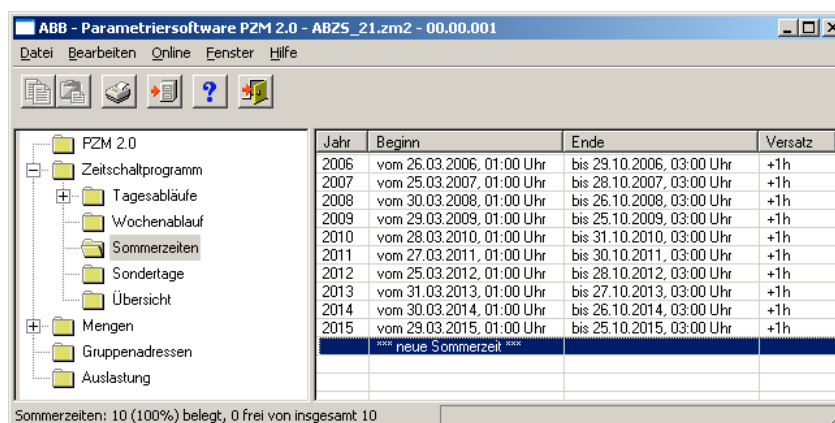 ABB - Parametriersoftware PZM 2.0 - ABZS_21.zm2 - 00.00.001
Datei Bearbeiten Online Fenster Hilfe
PZM 2.0
Zeitschaltprogramm
Tagesabläufe
Wochenablauf
Sommerzeiten
Sondertage
Übersicht
Mengen
Gruppenadressen
Auslastung
Jahr Beginn Ende Versatz
2006 vom 26.03.2006, 01:00 Uhr bis 29.10.2006, 03:00 Uhr +1h
2007 vom 25.03.2007, 01:00 Uhr bis 28.10.2007, 03:00 Uhr +1h
2008 vom 30.03.2008, 01:00 Uhr bis 26.10.2008, 03:00 Uhr +1h
2009 vom 29.03.2009, 01:00 Uhr bis 25.10.2009, 03:00 Uhr +1h
2010 vom 28.03.2010, 01:00 Uhr bis 31.10.2010, 03:00 Uhr +1h
2011 vom 27.03.2011, 01:00 Uhr bis 30.10.2011, 03:00 Uhr +1h
2012 vom 25.03.2012, 01:00 Uhr bis 28.10.2012, 03:00 Uhr +1h
2013 vom 31.03.2013, 01:00 Uhr bis 27.10.2013, 03:00 Uhr +1h
2014 vom 30.03.2014, 01:00 Uhr bis 26.10.2014, 03:00 Uhr +1h
2015 vom 29.03.2015, 01:00 Uhr bis 25.10.2015, 03:00 Uhr +1h
*** neue Sommerzeit ***
Sommerzeiten: 10 (100%) belegt, 0 frei von insgesamt 10